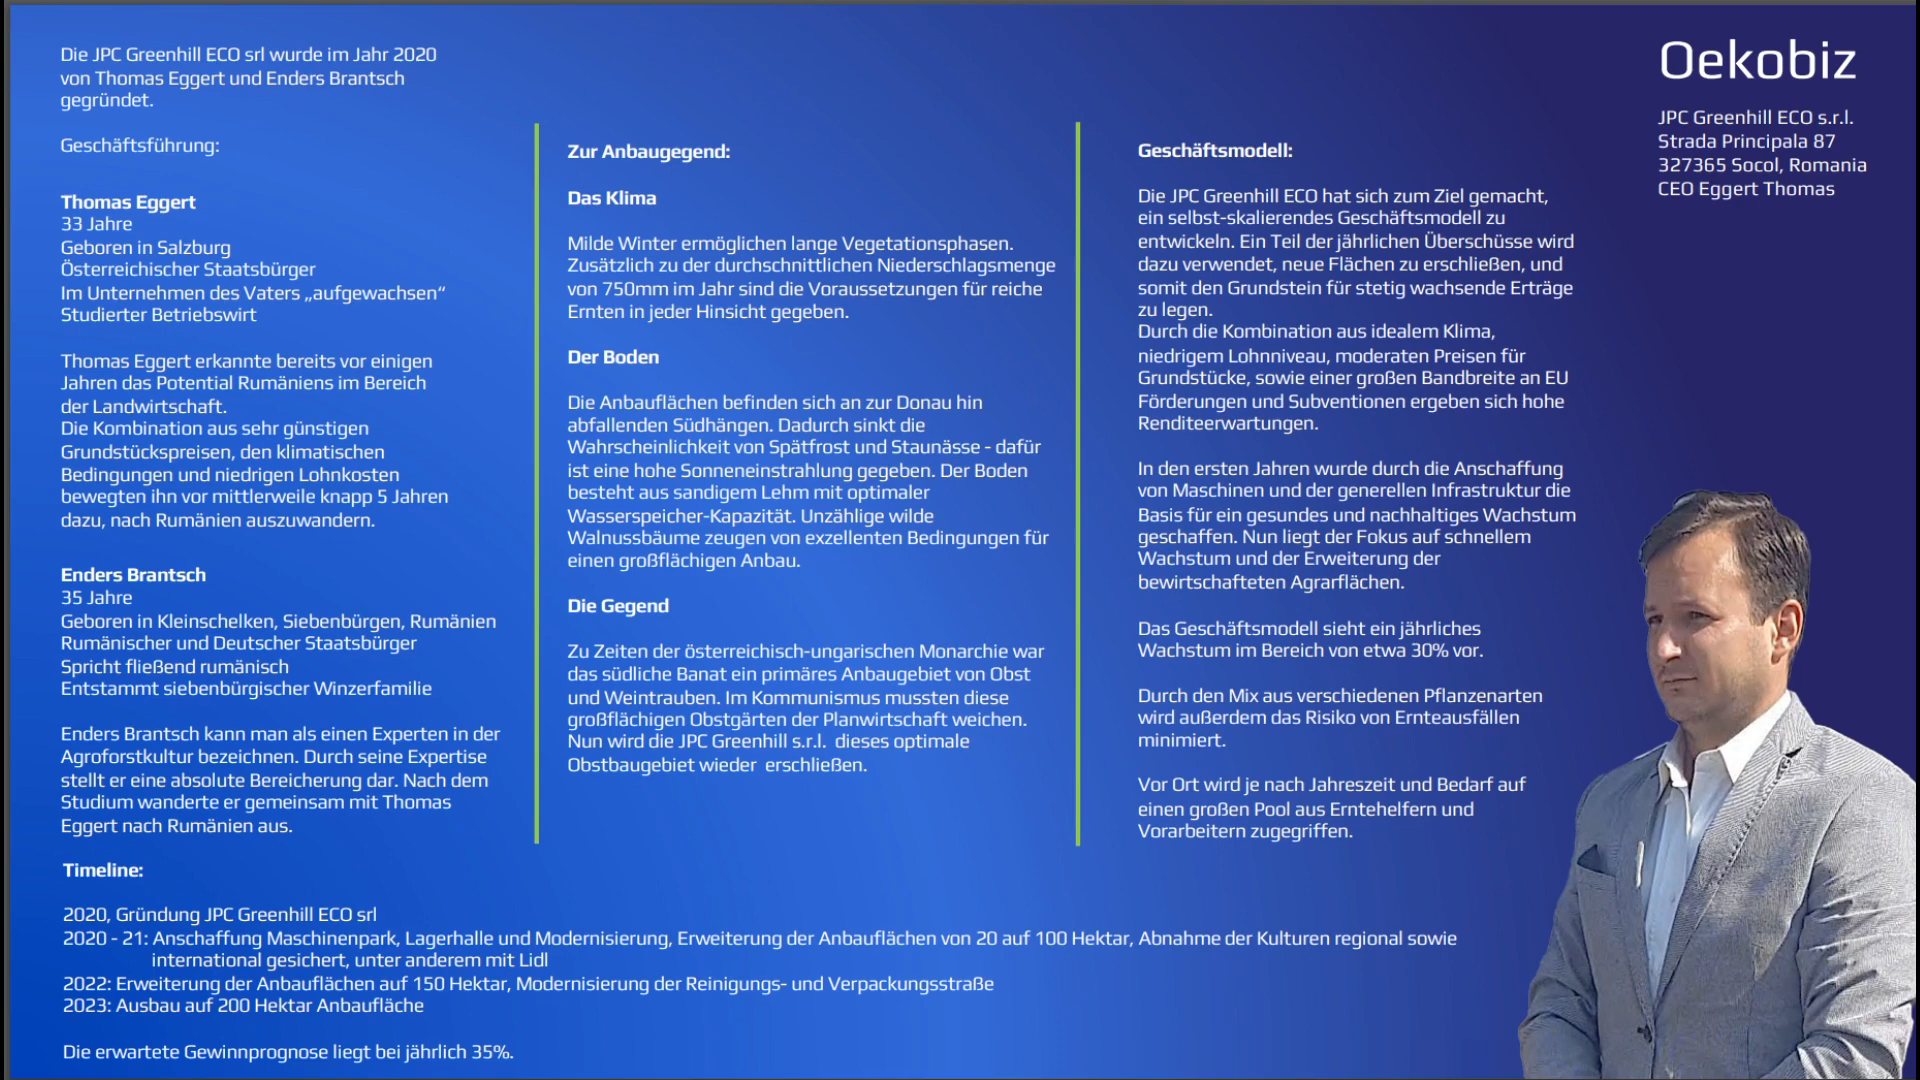 Die JPC Greenhill ECO srl wurde im Jahr 2020
von Thomas Eggert und Enders Brantsch
gegründet.
Geschäftsführung:
Thomas Eggert
33 Jahre
Geboren in Salzburg
Österreichischer Staatsbürger
Im Unternehmen des Vaters „aufgewachsen“
Studierter Betriebswirt
Thomas Eggert erkannte bereits vor einigen
Jahren das Potential Rumäniens im Bereich
der Landwirtschaft.
Die Kombination aus sehr günstigen
Grundstückspreisen, den klimatischen
Bedingungen und niedrigen Lohnkosten
bewegten ihn vor mittlerweile knapp 5 Jahren
dazu, nach Rumänien auszuwandern.
Enders Brantsch
35 Jahre
Geboren in Kleinschelken, Siebenbürgen, Rumänien
Rumänischer und Deutscher Staatsbürger
Spricht fließend rumänisch
Entstammt siebenbürgischer Winzerfamilie
Enders Brantsch kann man als einen Experten in der
Agroforstkultur bezeichnen. Durch seine Expertise
stellt er eine absolute Bereicherung dar. Nach dem
Studium wanderte er gemeinsam mit Thomas
Eggert nach Rumänien aus.
Zur Anbaugegend:
Das Klima
Milde Winter ermöglichen lange Vegetationsphasen.
Zusätzlich zu der durchschnittlichen Niederschlagsmenge
von 750mm im Jahr sind die Voraussetzungen für reiche
Ernten in jeder Hinsicht gegeben.
Der Boden
Die Anbauflächen befinden sich an zur Donau hin
abfallenden Südhängen. Dadurch sinkt die
Wahrscheinlichkeit von Spätfrost und Staunässe - dafür
ist eine hohe Sonneneinstrahlung gegeben. Der Boden
besteht aus sandigem Lehm mit optimaler
Wasserspeicher-Kapazität. Unzählige wilde
Walnussbäume zeugen von exzellenten Bedingungen für
einen großflächigen Anbau.
Die Gegend
Zu Zeiten der österreichisch-ungarischen Monarchie war
das südliche Banat ein primäres Anbaugebiet von Obst
und Weintrauben. Im Kommunismus mussten diese
großflächigen Obstgärten der Planwirtschaft weichen.
Nun wird die JPC Greenhill s.r.l. dieses optimale
Obstbaugebiet wieder erschließen.
Geschäftsmodell:
Die JPC Greenhill ECO hat sich zum Ziel gemacht,
ein selbst-skalierendes Geschäftsmodell zu
entwickeln. Ein Teil der jährlichen Überschüsse wird
dazu verwendet, neue Flächen zu erschließen, und
somit den Grundstein für stetig wachsende Erträge
zu legen.
Durch die Kombination aus idealem Klima,
niedrigem Lohnniveau, moderaten Preisen für
Grundstücke, sowie einer großen Bandbreite an EU
Förderungen und Subventionen ergeben sich hohe
Renditeerwartungen.
In den ersten Jahren wurde durch die Anschaffung
von Maschinen und der generellen Infrastruktur die
Basis für ein gesundes und nachhaltiges Wachstum
geschaffen. Nun liegt der Fokus auf schnellem
Wachstum und der Erweiterung der
bewirtschafteten Agrarflächen.
Das Geschäftsmodell sieht ein jährliches
Wachstum im Bereich von etwa 30% vor.
Durch den Mix aus verschiedenen Pflanzenarten
wird außerdem das Risiko von Ernteausfällen
minimiert.
Vor Ort wird je nach Jahreszeit und Bedarf auf
einen großen Pool aus Erntehelfern und
Vorarbeitern zugegriffen.
Oekobiz
JPC Greenhill ECO s.r.l.
Strada Principala 87
327365 Socol, Romania
CEO Eggert Thomas
Timeline:
2020, Gründung JPC Greenhill ECO srl
2020 - 21: Anschaffung Maschinenpark, Lagerhalle und Modernisierung, Erweiterung der Anbauflächen von 20 auf 100 Hektar, Abnahme der Kulturen regional sowie
international gesichert, unter anderem mit Lidl
2022: Erweiterung der Anbauflächen auf 150 Hektar, Modernisierung der Reinigungs- und Verpackungsstraße
2023: Ausbau auf 200 Hektar Anbaufläche
Die erwartete Gewinnprognose liegt bei jährlich 35%.